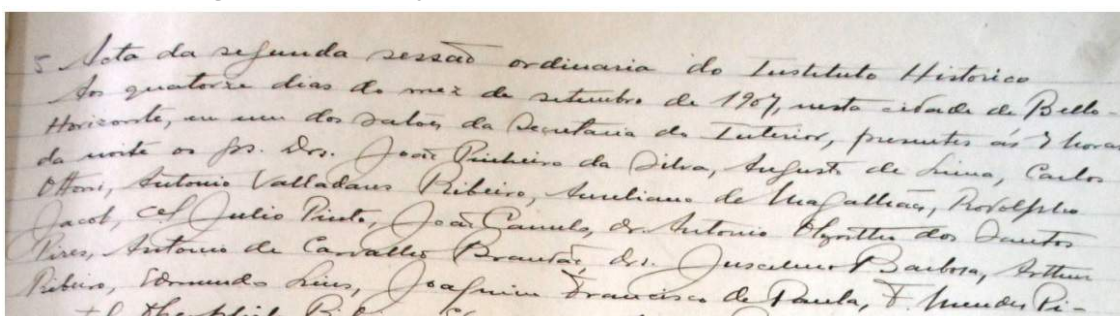 5 Acta da segunda sessão ordinaria do Instituto Historico
Aos quatorze dias do mez de setembro de 1907, nesta cidade de Bello
Horizonte, em um dos salões da Secretaria do Interior, presentes ás 7 horas
da noite os srs. Drs. João Pinheiro da Silva, Augusto de Lima, Carlos
Ottoni, Antonio Valladares Ribeiro, Aureliano de Magalhães, Rodolpho
Jacob, cel Julio Pinto, João Camelo, dr Antonio Olyntho dos Santos
Pires, Antonio de Carvalho Brandão, drs. Juscelino Barbosa, Arthur
Ribeiro, Edmundo Lins, Joaquim Francisco de Paula, F. Mendes Pi-